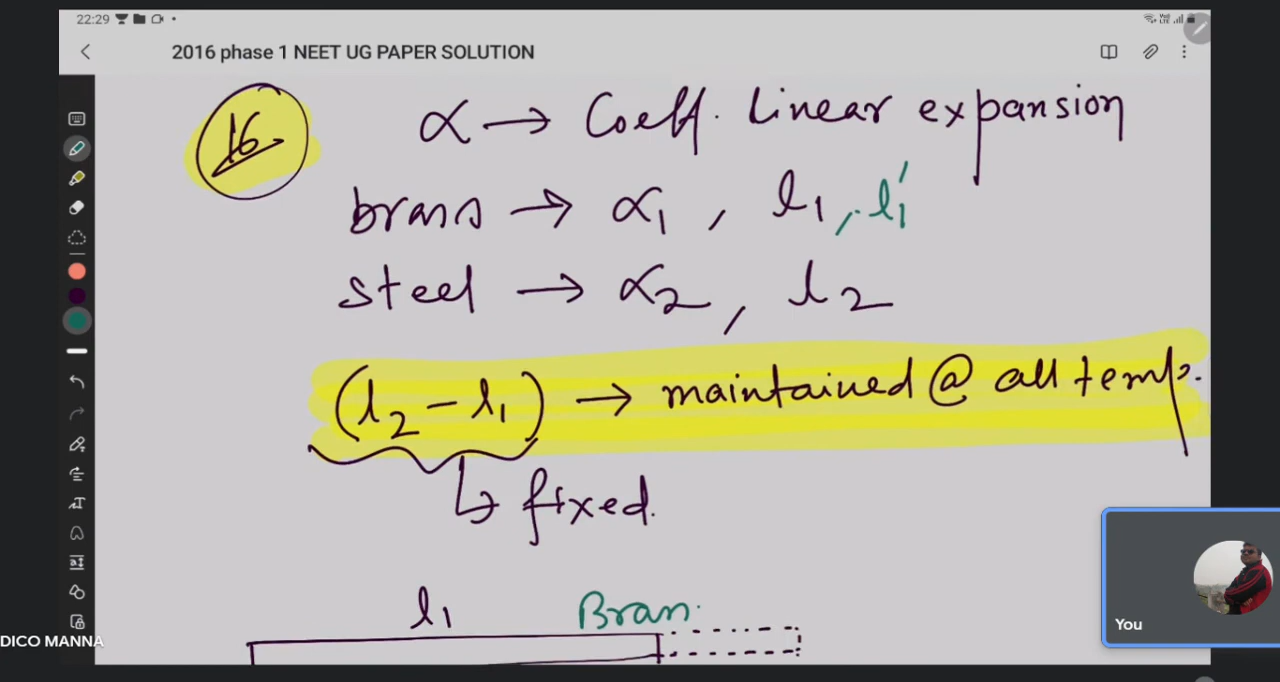 22:29
2016 phase 1 NEET UG PAPER SOLUTION
16
α → Coeff. Linear expansion
brass → α₁, l₁, l₁'
steel → α₂, l₂
(l₂ - l₁) → maintained @ all temp.
↳ fixed.
l₁ Brass
You
DICO MANNA